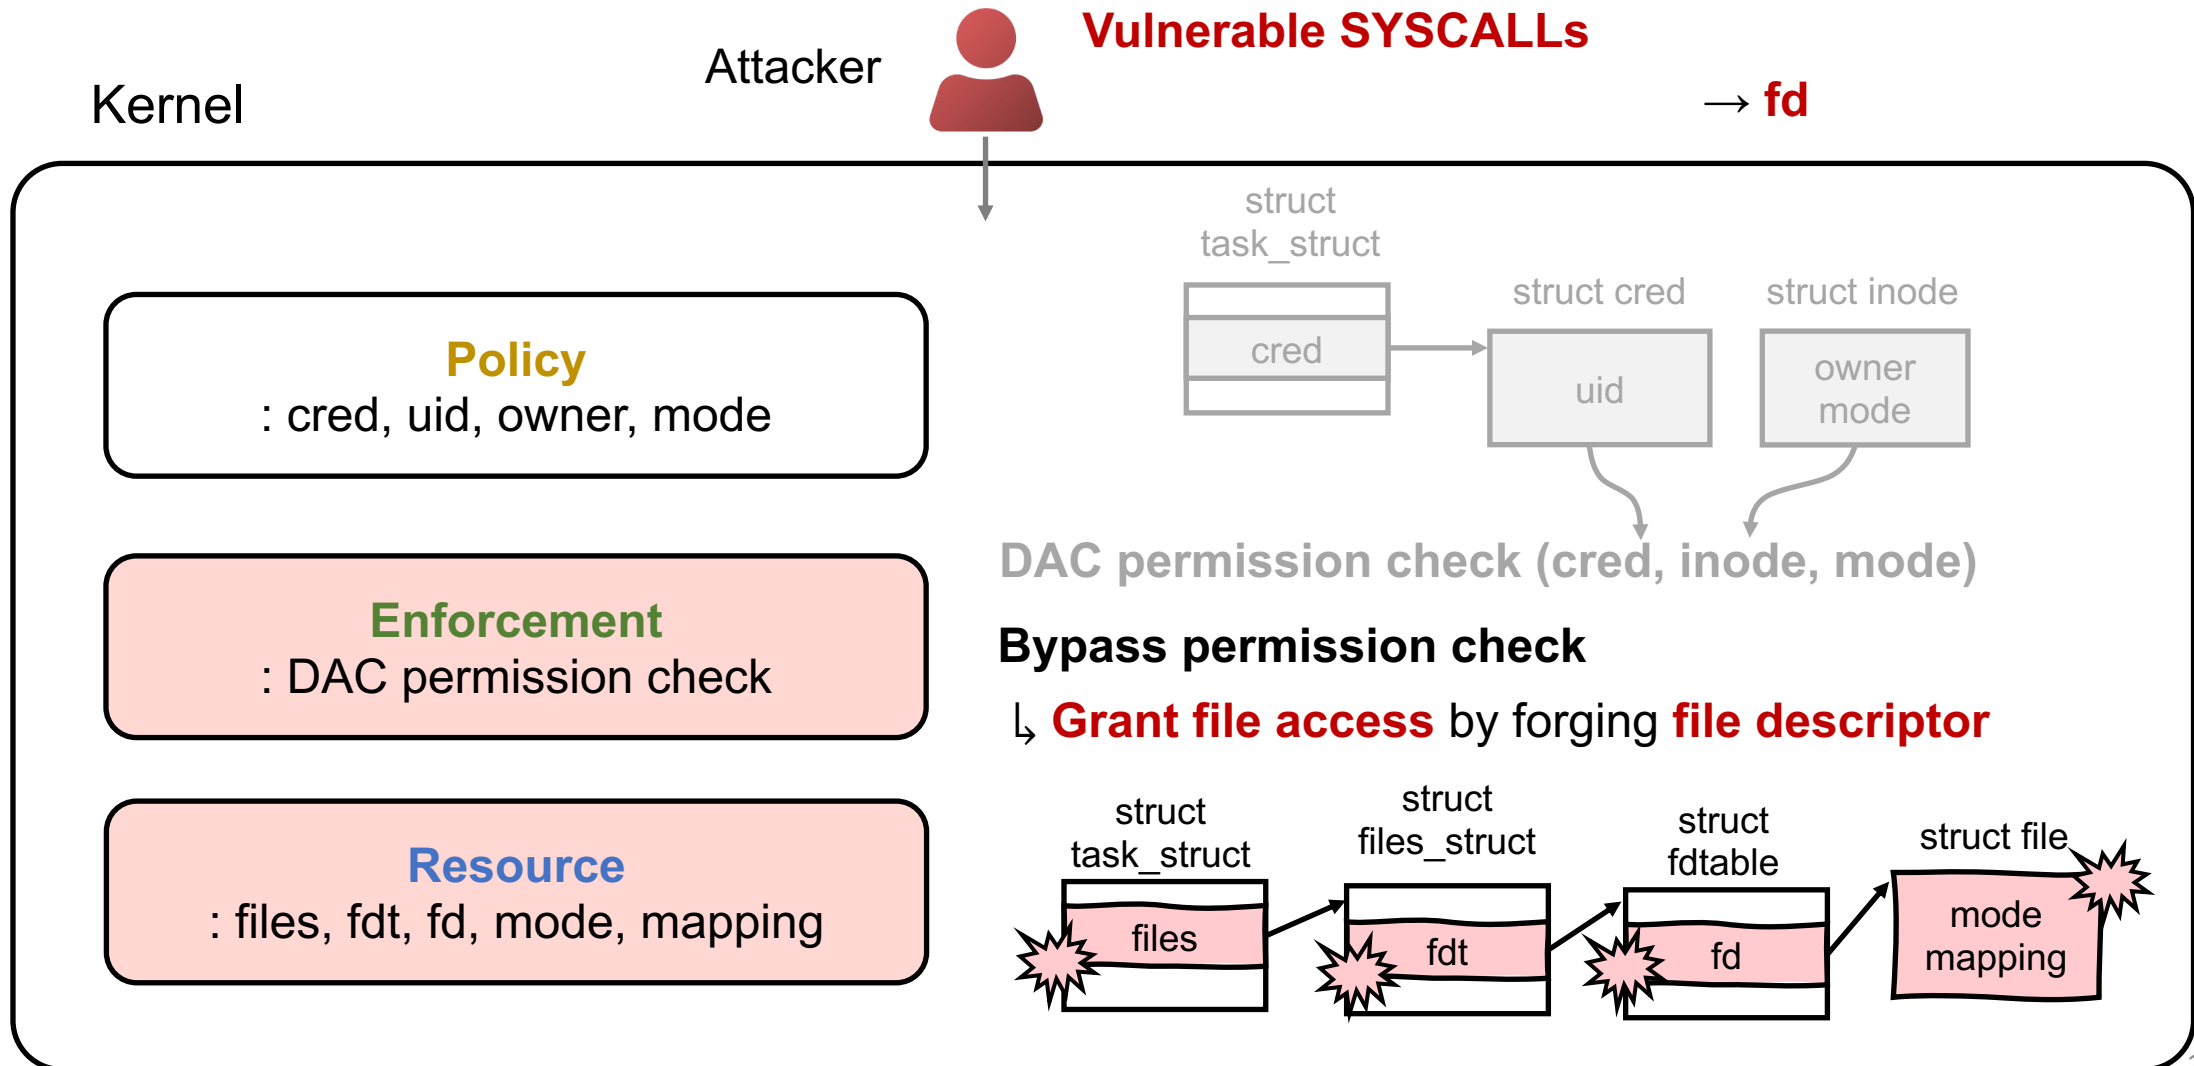 Vulnerable SYSCALLs
Attacker
Kernel
→ fd
struct
task_struct
cred
struct cred
uid
struct inode
owner
mode
Policy
: cred, uid, owner, mode
DAC permission check (cred, inode, mode)
Enforcement
: DAC permission check
Bypass permission check
↳ Grant file access by forging file descriptor
Resource
: files, fdt, fd, mode, mapping
struct
task_struct
files
struct
files_struct
fdt
struct
fdtable
fd
struct file
mode
mapping